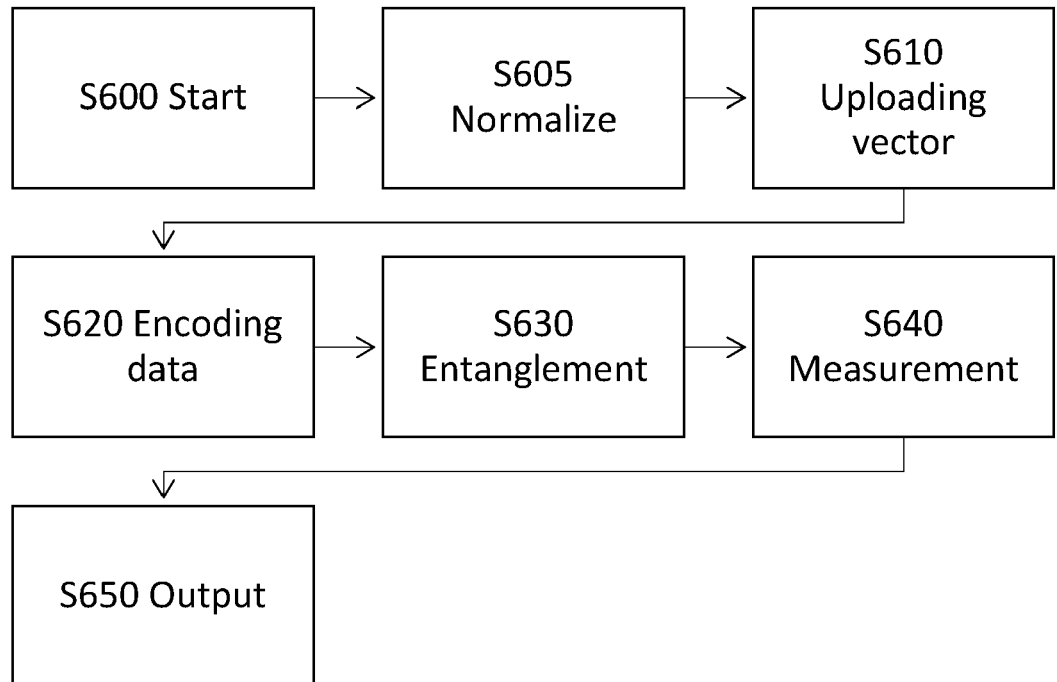 S600 Start
S605
Normalize
S610
Uploading
vector
S620 Encoding
data
S630
Entanglement
S640
Measurement
S650 Output